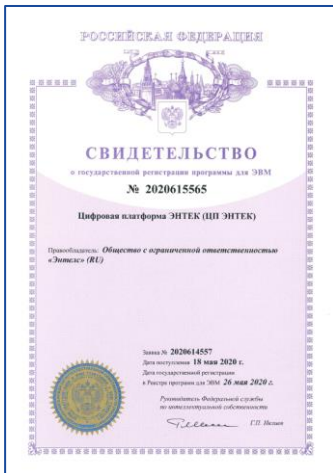 РОССИЙСКАЯ ФЕДЕРАЦИЯ
СВИДЕТЕЛЬСТВО
о государственной регистрации программы для ЭВМ
№ 2020615565
Цифровая платформа ЭНТЕК (ЦП ЭНТЕК)
Правообладатель: Общество с ограниченной ответственностью
«Энтелс» (RU)
Заявка № 2020614557
Дата поступления 18 мая 2020 г.
Дата государственной регистрации
в Реестре программ для ЭВМ 26 мая 2020 г.
Руководитель Федеральной службы
по интеллектуальной собственности
Г.П. Ивлиев